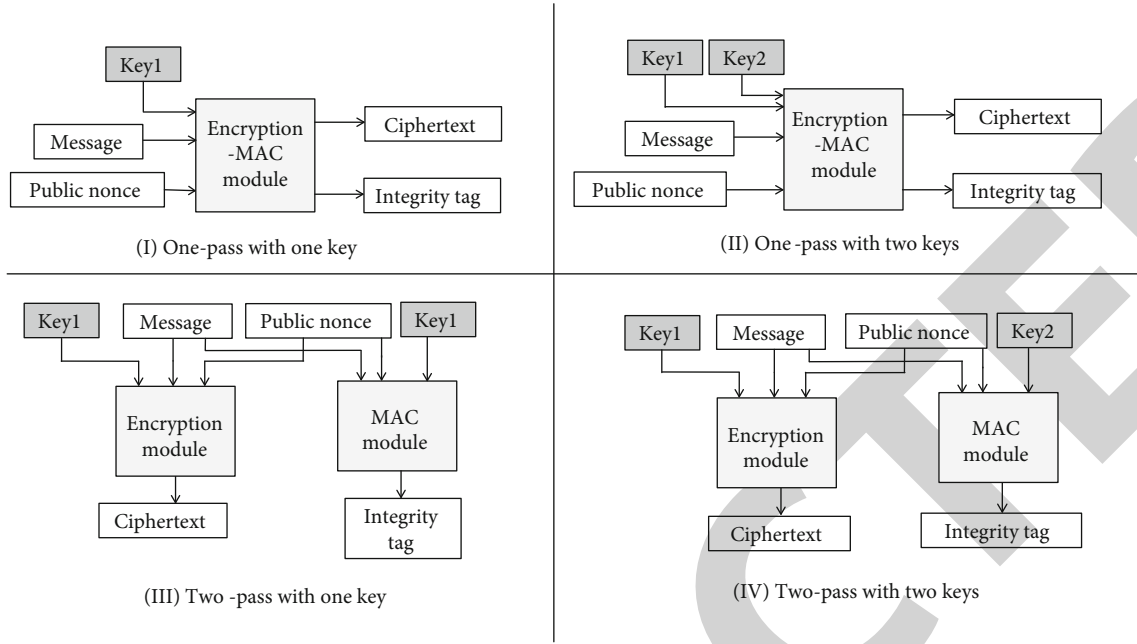 Key1
Message
Public nonce
Encryption
-MAC
module
Ciphertext
Integrity tag
(I) One-pass with one key
Key1
Key2
Message
Public nonce
Encryption
-MAC
module
Ciphertext
Integrity tag
(II) One -pass with two keys
Key1
Message
Public nonce
Key1
Encryption
module
MAC
module
Ciphertext
Integrity
tag
(III) Two -pass with one key
Key1
Message
Public nonce
Key2
Encryption
module
MAC
module
Ciphertext
Integrity tag
(IV) Two-pass with two keys
CTE